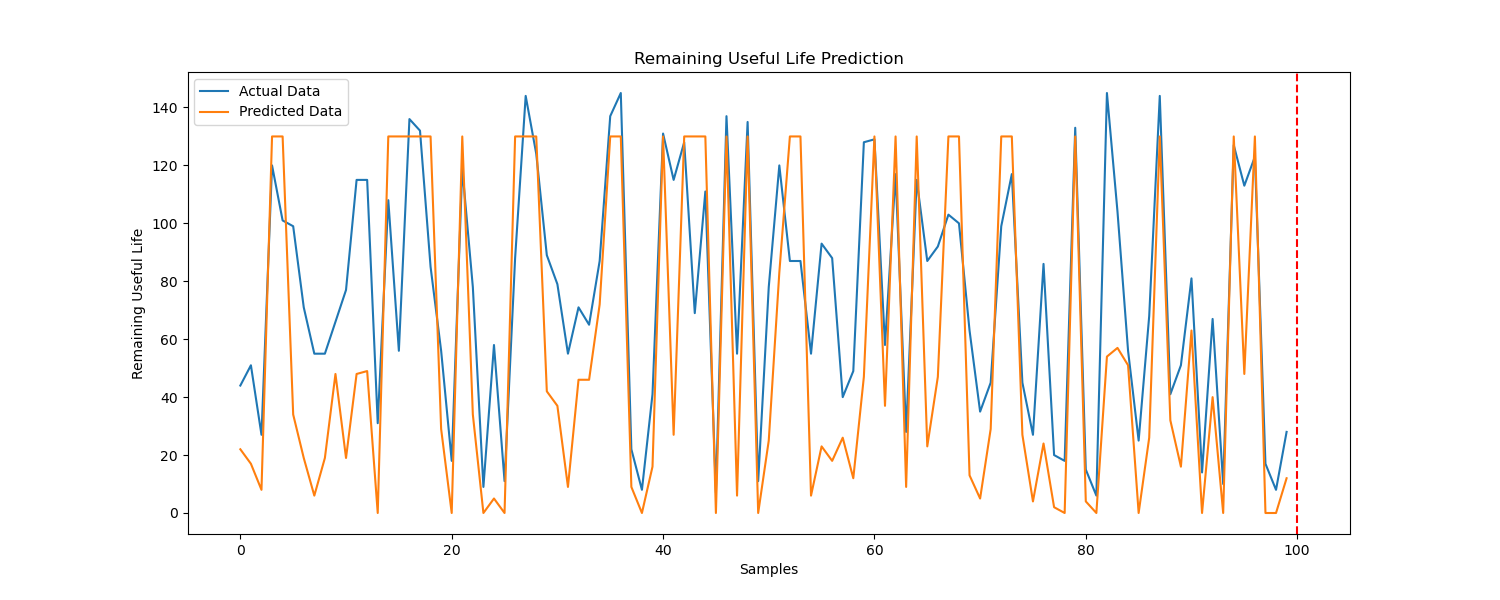 Remaining Useful Life Prediction
Actual Data
Predicted Data
140
120
100
80
60
40
20
0
Remaining Useful Life
0 20 40 60 80 100
Samples